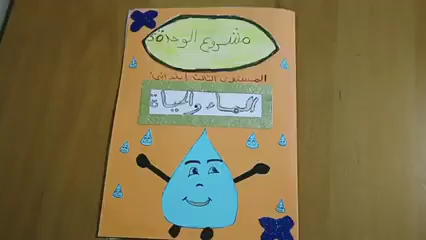 مشروع الوحدة
المستوى الثالث ابتدائي:
الماء والحياة